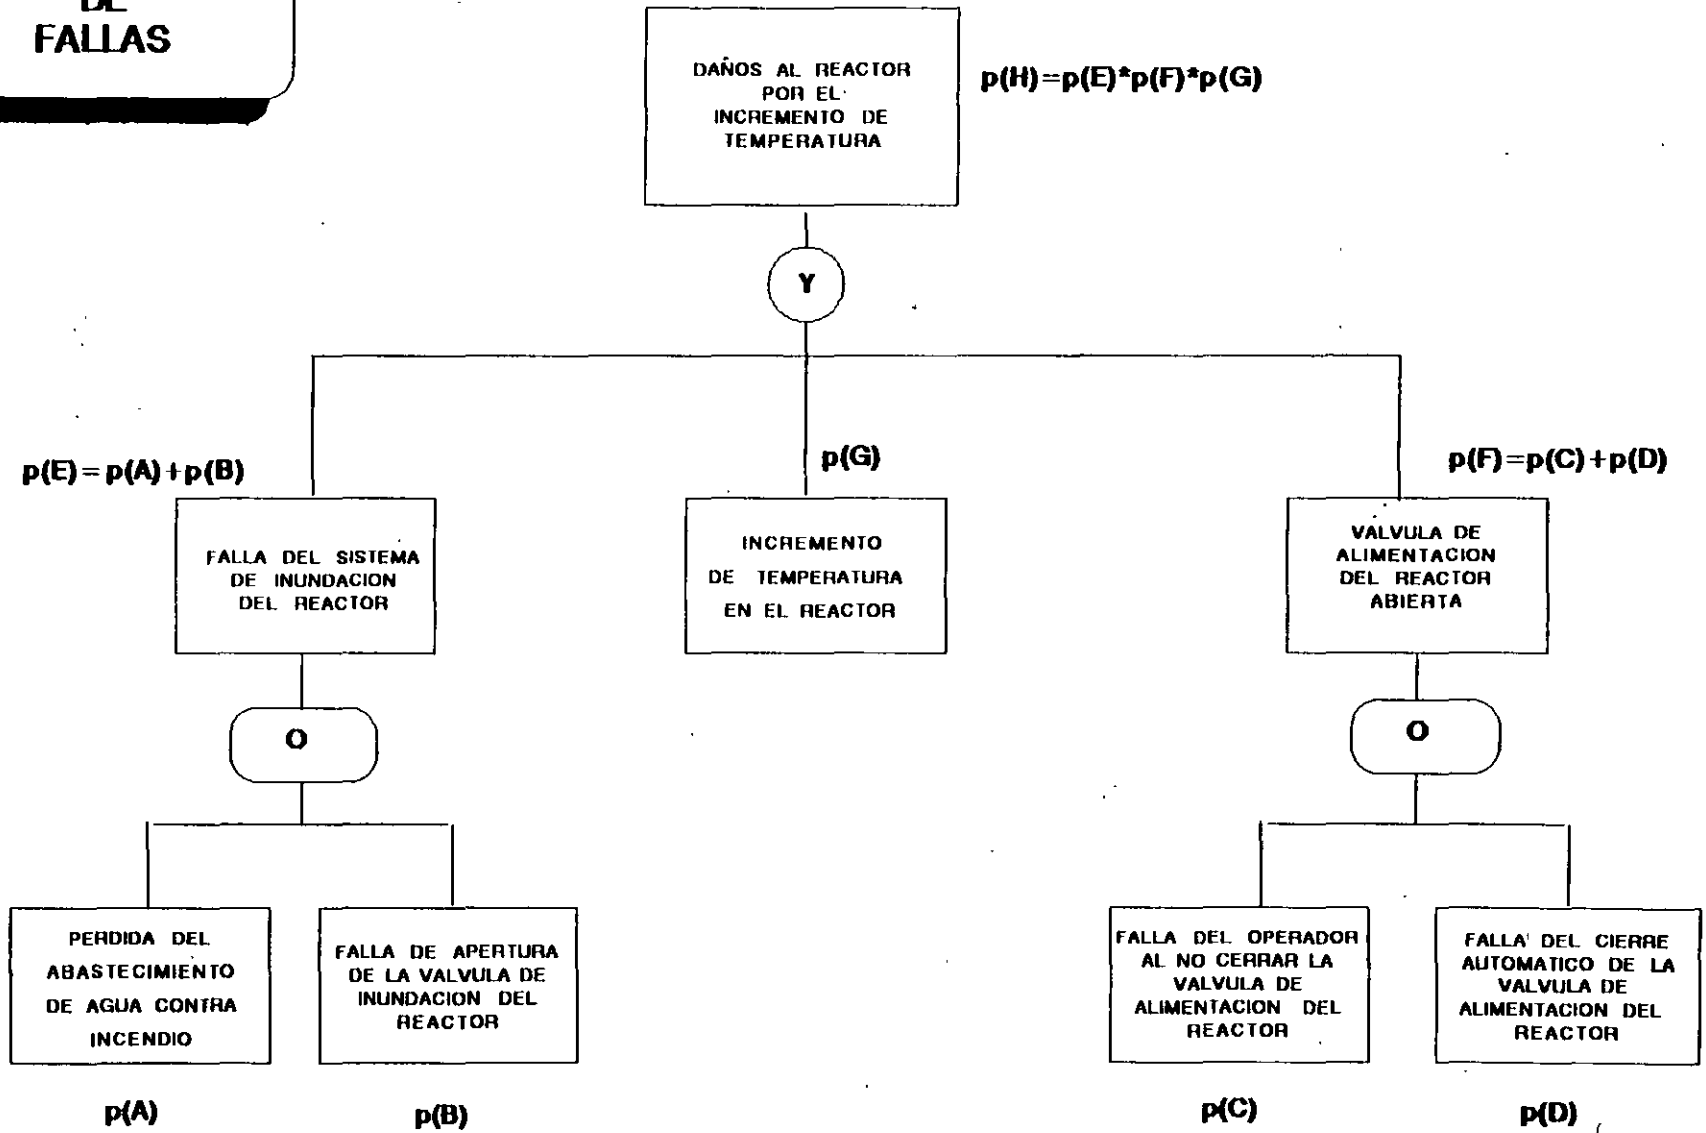 DE
FALLAS
DAÑOS AL REACTOR
POR EL
INCREMENTO DE
TEMPERATURA
p(H)=p(E)*p(F)*p(G)
Y
p(E)=p(A)+p(B)
p(G)
p(F)=p(C)+p(D)
FALLA DEL SISTEMA
DE INUNDACION
DEL REACTOR
INCREMENTO
DE TEMPERATURA
EN EL REACTOR
VALVULA DE
ALIMENTACION
DEL REACTOR
ABIERTA
O
O
PERDIDA DEL
ABASTECIMIENTO
DE AGUA CONTRA
INCENDIO
FALLA DE APERTURA
DE LA VALVULA DE
INUNDACION DEL
REACTOR
FALLA DEL OPERADOR
AL NO CERRAR LA
VALVULA DE
ALIMENTACION DEL
REACTOR
FALLA DEL CIERRE
AUTOMATICO DE LA
VALVULA DE
ALIMENTACION DEL
REACTOR
p(A)
p(B)
p(C)
p(D)